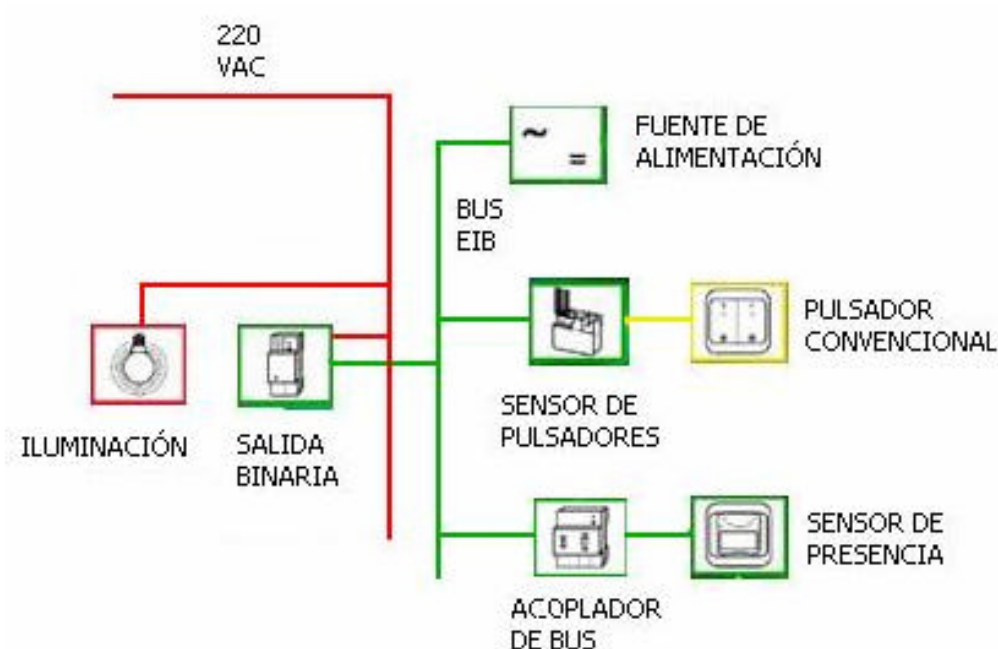 220
VAC
FUENTE DE
ALIMENTACIÓN
BUS
EIB
PULSADOR
CONVENCIONAL
SENSOR DE
PULSADORES
ILUMINACIÓN
SALIDA
BINARIA
SENSOR DE
PRESENCIA
ACOPLADOR
DE BUS